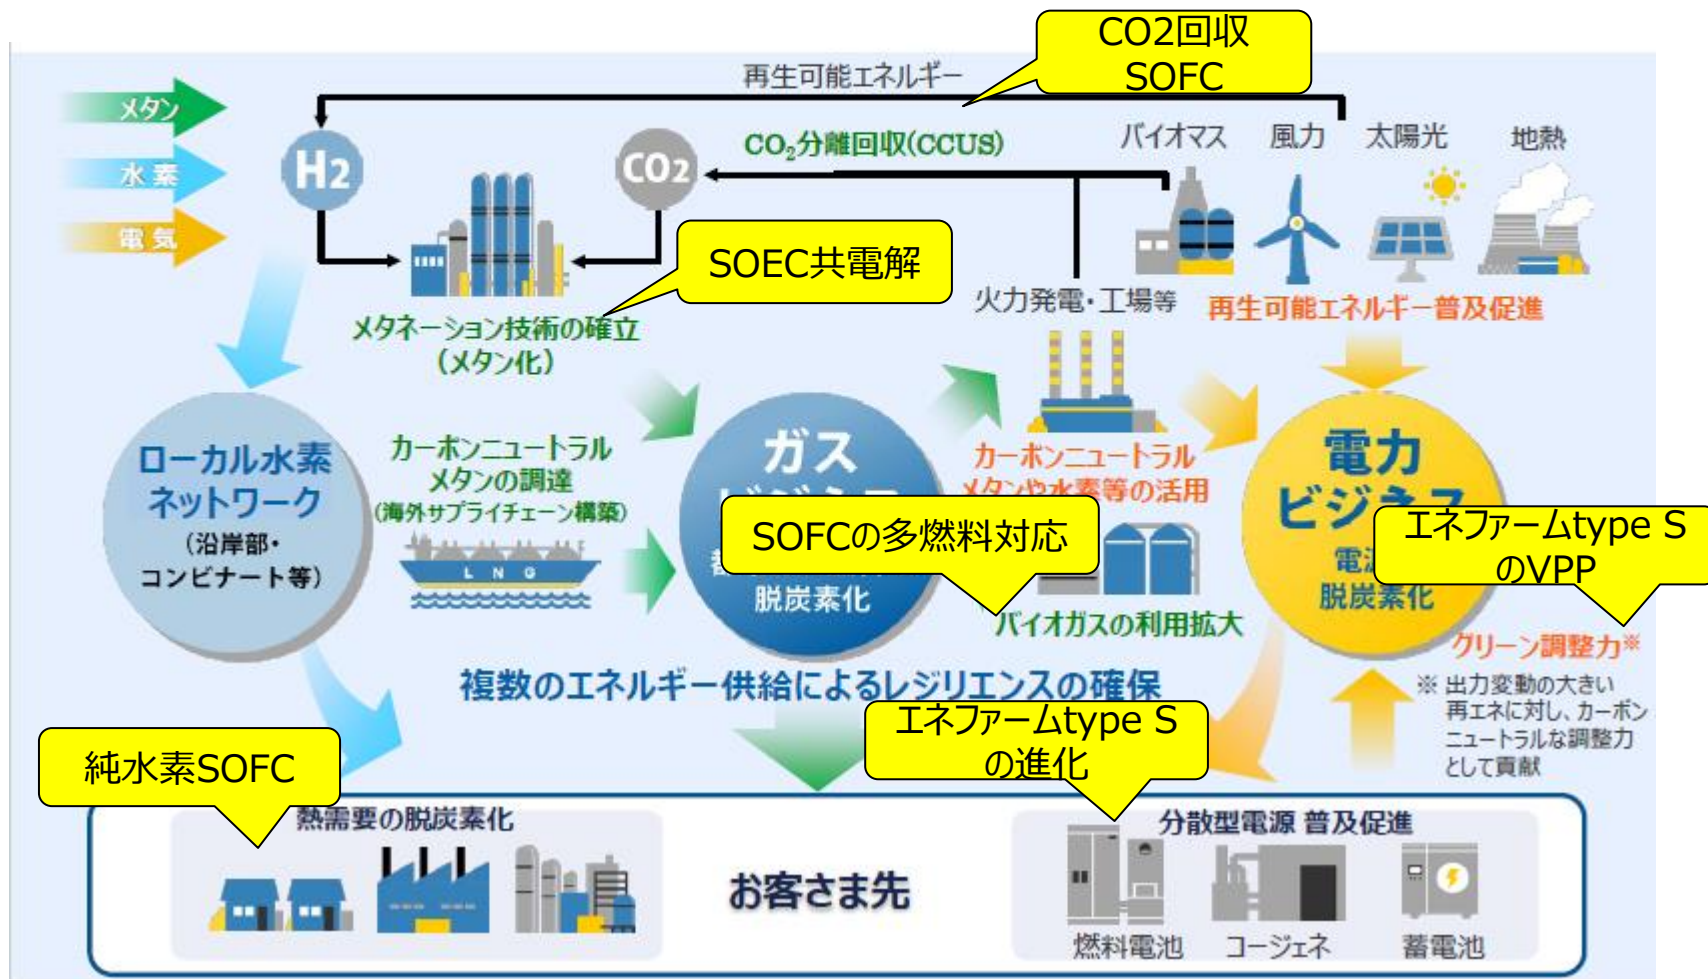 CO2回収
SOFC
再生可能エネルギー
メタン
水素
電気
H2
CO2
CO₂分離回収(CCUS)
バイオマス
風力
太陽光
地熱
SOEC共電解
メタネーション技術の確立
(メタン化)
火力発電・工場等
再生可能エネルギー普及促進
ローカル水素
ネットワーク
(沿岸部・
コンビナート等)
カーボンニュートラル
メタンの調達
(海外サプライチェーン構築)
LNG
ガス
脱炭素化
カーボンニュートラル
メタンや水素等の活用
SOFCの多燃料対応
バイオガスの利用拡大
電力
ビジネス
脱炭素化
エネファームtype S
のVPP
グリーン調整力※
※ 出力変動の大きい
再エネに対し、カーボン
ニュートラルな調整力
として貢献
複数のエネルギー供給によるレジリエンスの確保
エネファームtype S
の進化
純水素SOFC
熱需要の脱炭素化
お客さま先
分散型電源 普及促進
燃料電池
コージェネ
蓄電池